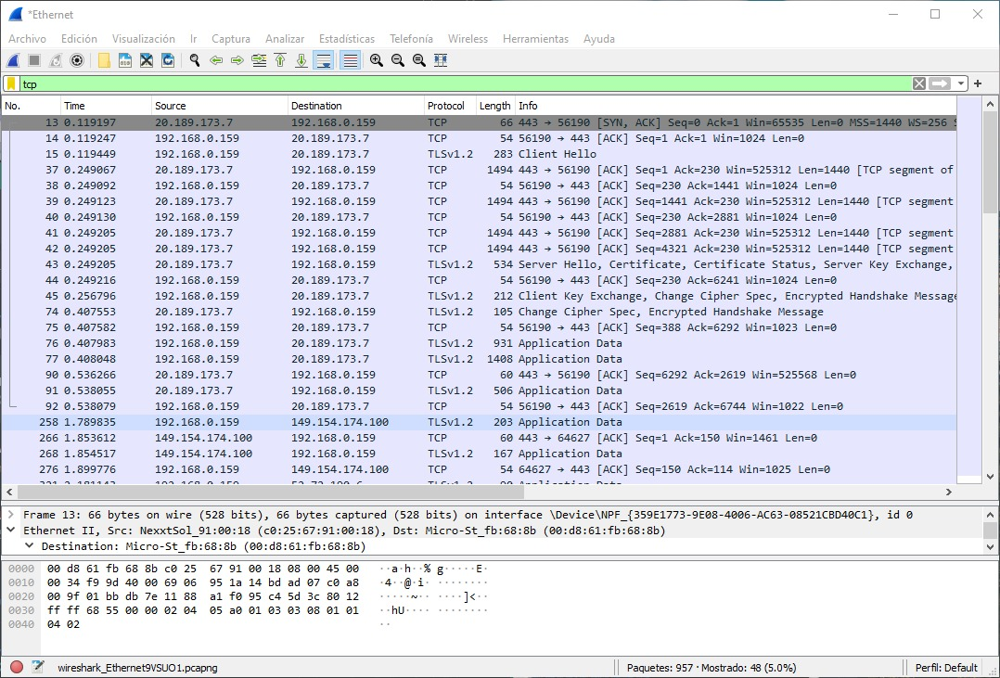 *Ethernet
Archivo Edición Visualización Ir Captura Analizar Estadísticas Telefonía Wireless Herramientas Ayuda
tcp
No. Time Source Destination Protocol Length Info
13 0.119197 20.189.173.7 192.168.0.159 TCP 66 443 → 56190 [SYN, ACK] Seq=0 Ack=1 Win=65535 Len=0 MSS=1440 WS=256 S
14 0.119247 192.168.0.159 20.189.173.7 TCP 54 56190 → 443 [ACK] Seq=1 Ack=1 Win=1024 Len=0
15 0.119449 192.168.0.159 20.189.173.7 TLSv1.2 283 Client Hello
37 0.249067 20.189.173.7 192.168.0.159 TCP 1494 443 → 56190 [ACK] Seq=1 Ack=230 Win=525312 Len=1440 [TCP segment of
38 0.249092 192.168.0.159 20.189.173.7 TCP 54 56190 → 443 [ACK] Seq=230 Ack=1441 Win=1024 Len=0
39 0.249123 20.189.173.7 192.168.0.159 TCP 1494 443 → 56190 [ACK] Seq=1441 Ack=230 Win=525312 Len=1440 [TCP segment
40 0.249130 192.168.0.159 20.189.173.7 TCP 54 56190 → 443 [ACK] Seq=230 Ack=2881 Win=1024 Len=0
41 0.249205 20.189.173.7 192.168.0.159 TCP 1494 443 → 56190 [ACK] Seq=2881 Ack=230 Win=525312 Len=1440 [TCP segment
42 0.249205 20.189.173.7 192.168.0.159 TCP 1494 443 → 56190 [ACK] Seq=4321 Ack=230 Win=525312 Len=1440 [TCP segment
43 0.249205 20.189.173.7 192.168.0.159 TLSv1.2 534 Server Hello, Certificate, Certificate Status, Server Key Exchange,
44 0.249216 192.168.0.159 20.189.173.7 TCP 54 56190 → 443 [ACK] Seq=230 Ack=6241 Win=1024 Len=0
45 0.256796 192.168.0.159 20.189.173.7 TLSv1.2 212 Client Key Exchange, Change Cipher Spec, Encrypted Handshake Message
74 0.407553 20.189.173.7 192.168.0.159 TLSv1.2 105 Change Cipher Spec, Encrypted Handshake Message
75 0.407582 192.168.0.159 20.189.173.7 TCP 54 56190 → 443 [ACK] Seq=388 Ack=6292 Win=1023 Len=0
76 0.407983 192.168.0.159 20.189.173.7 TLSv1.2 931 Application Data
77 0.408048 192.168.0.159 20.189.173.7 TLSv1.2 1408 Application Data
90 0.536266 20.189.173.7 192.168.0.159 TCP 60 443 → 56190 [ACK] Seq=6292 Ack=2619 Win=525568 Len=0
91 0.538055 20.189.173.7 192.168.0.159 TLSv1.2 506 Application Data
92 0.538079 192.168.0.159 20.189.173.7 TCP 54 56190 → 443 [ACK] Seq=2619 Ack=6744 Win=1022 Len=0
258 1.789835 192.168.0.159 149.154.174.100 TLSv1.2 203 Application Data
266 1.853612 149.154.174.100 192.168.0.159 TCP 60 443 → 64627 [ACK] Seq=1 Ack=150 Win=1461 Len=0
268 1.854517 149.154.174.100 192.168.0.159 TLSv1.2 167 Application Data
276 1.899776 192.168.0.159 149.154.174.100 TCP 54 64627 → 443 [ACK] Seq=150 Ack=114 Win=1025 Len=0
Frame 13: 66 bytes on wire (528 bits), 66 bytes captured (528 bits) on interface \Device\NPF_{359E1773-9E08-4006-AC63-08521CBD40C1}, id 0
Ethernet II, Src: NexxtSol_91:00:18 (c0:25:67:91:00:18), Dst: Micro-St_fb:68:8b (00:d8:61:fb:68:8b)
Destination: Micro-St_fb:68:8b (00:d8:61:fb:68:8b)
0000 00 d8 61 fb 68 8b c0 25 67 91 00 18 08 00 45 00 ··a·h··% g·····E·
0010 00 34 f9 9d 40 00 69 06 95 1a 14 bd ad 07 c0 a8 ·4··@·i· ········
0020 00 9f 01 bb db 7e 11 88 a1 f0 95 c4 5d 3c 80 12 ·····~·· ····]<··
0030 ff ff 68 55 00 00 02 04 05 a0 01 03 03 08 01 01 ··hU···· ········
0040 04 02 ··
wireshark_Ethernet9VSUO1.pcapng Paquetes: 957 · Mostrado: 48 (5.0%) Perfil: Default